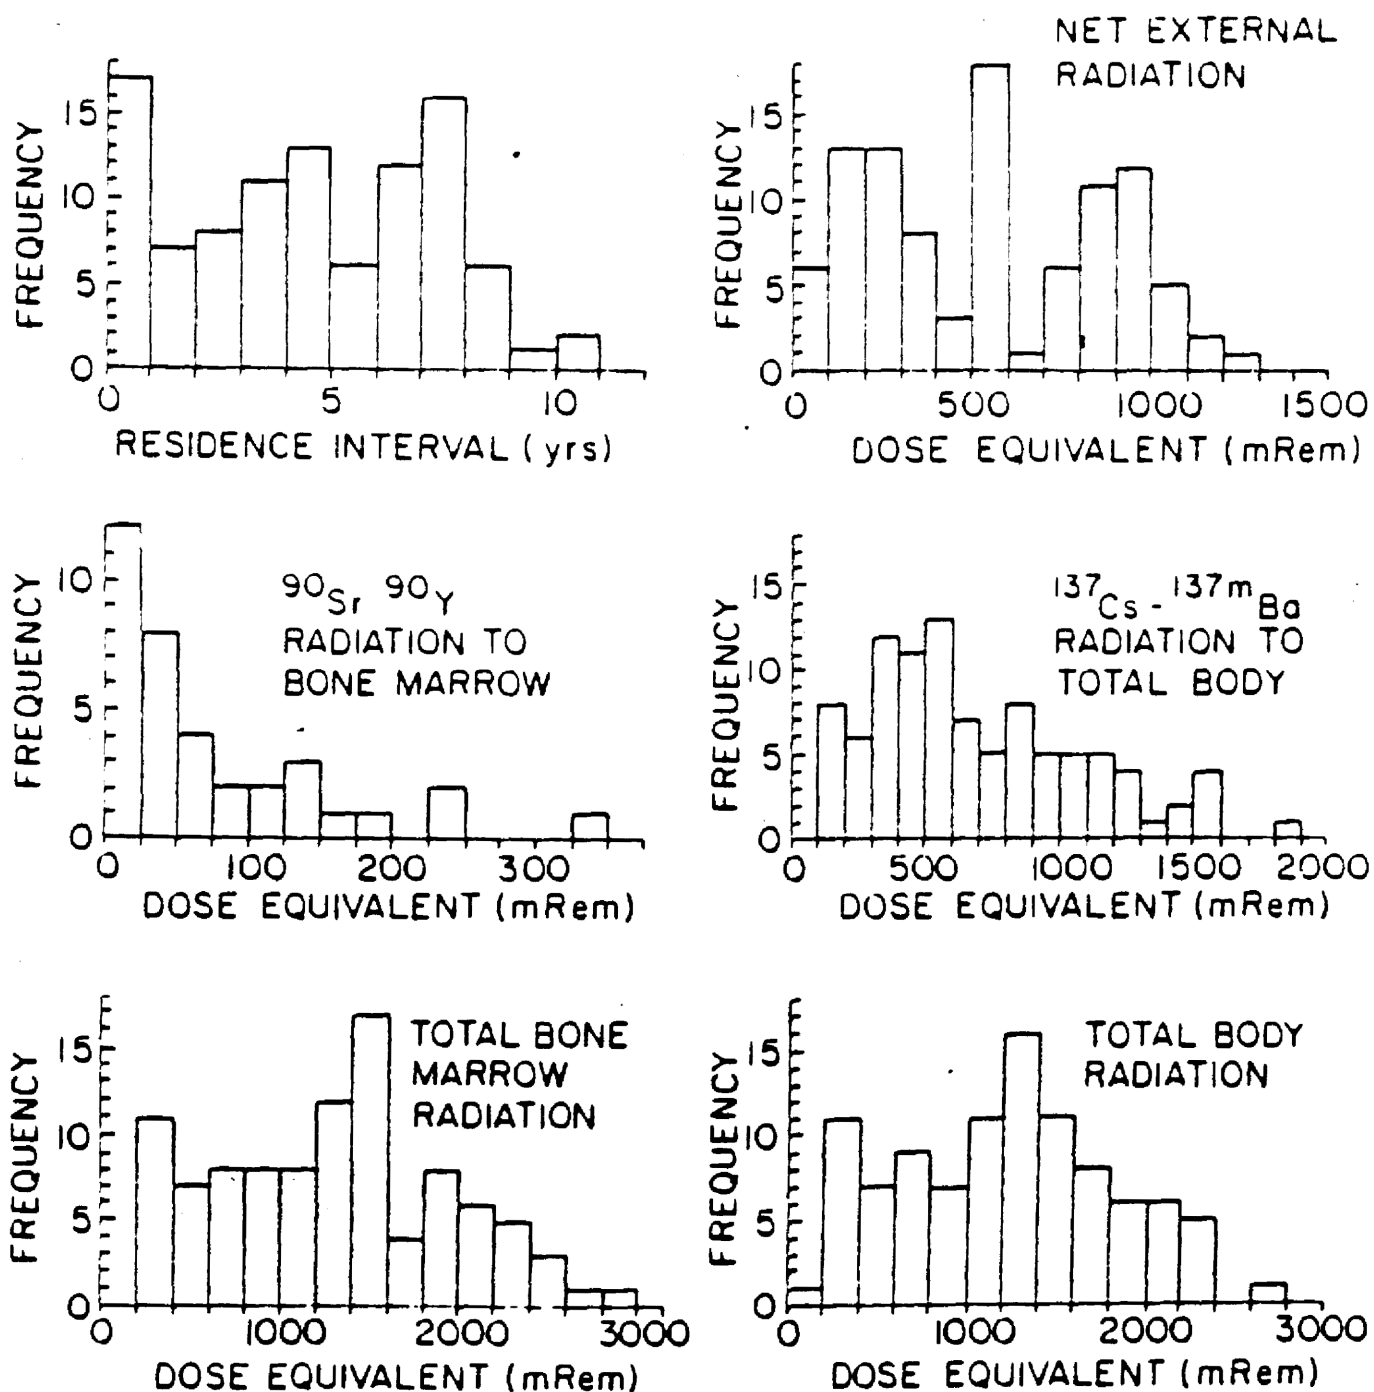 FREQUENCY
15
10
5
0
0 5 10
RESIDENCE INTERVAL (yrs)
NET EXTERNAL
RADIATION
FREQUENCY
15
10
5
0
0 500 1000 1500
DOSE EQUIVALENT (mRem)
FREQUENCY
10
5
0
90Sr 90Y
RADIATION TO
BONE MARROW
0 100 200 300
DOSE EQUIVALENT (mRem)
FREQUENCY
15
10
5
0
137Cs - 137mBa
RADIATION TO
TOTAL BODY
0 500 1000 1500 2000
DOSE EQUIVALENT (mRem)
FREQUENCY
15
10
5
0
TOTAL BONE
MARROW
RADIATION
0 1000 2000 3000
DOSE EQUIVALENT (mRem)
FREQUENCY
15
10
5
0
TOTAL BODY
RADIATION
0 1000 2000 3000
DOSE EQUIVALENT (mRem)